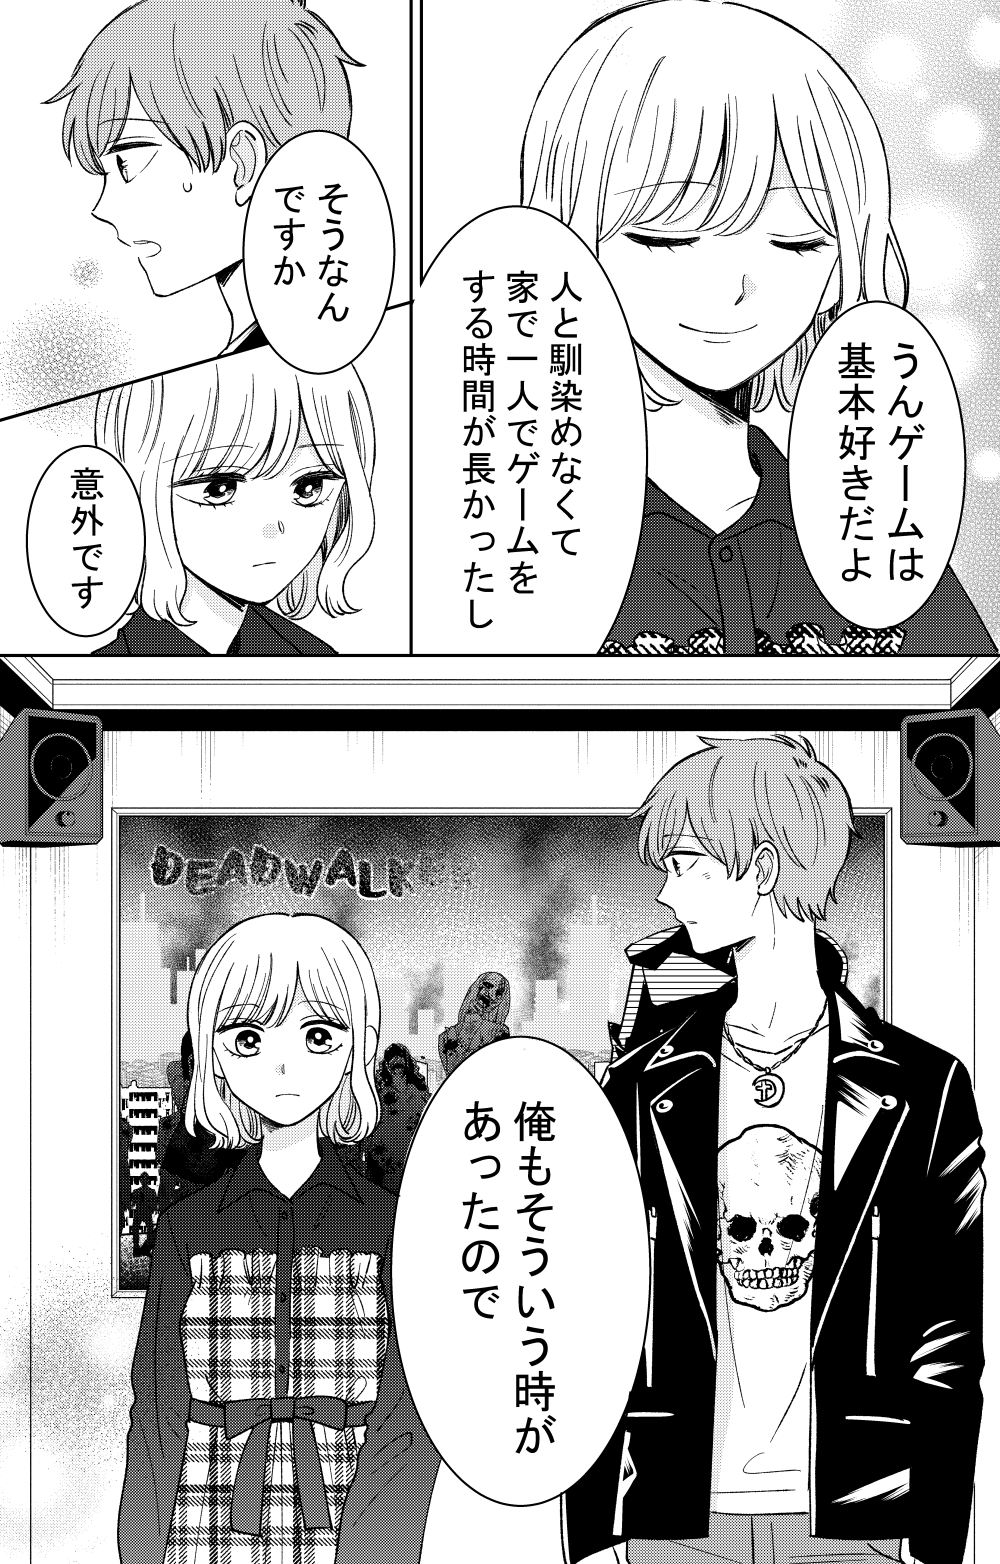 うんゲームは
基本好きだよ
人と馴染めなくて
家で一人でゲームを
する時間が長かったし
そうなん
ですか
意外です
DEADWALK
俺もそういう時が
あったので